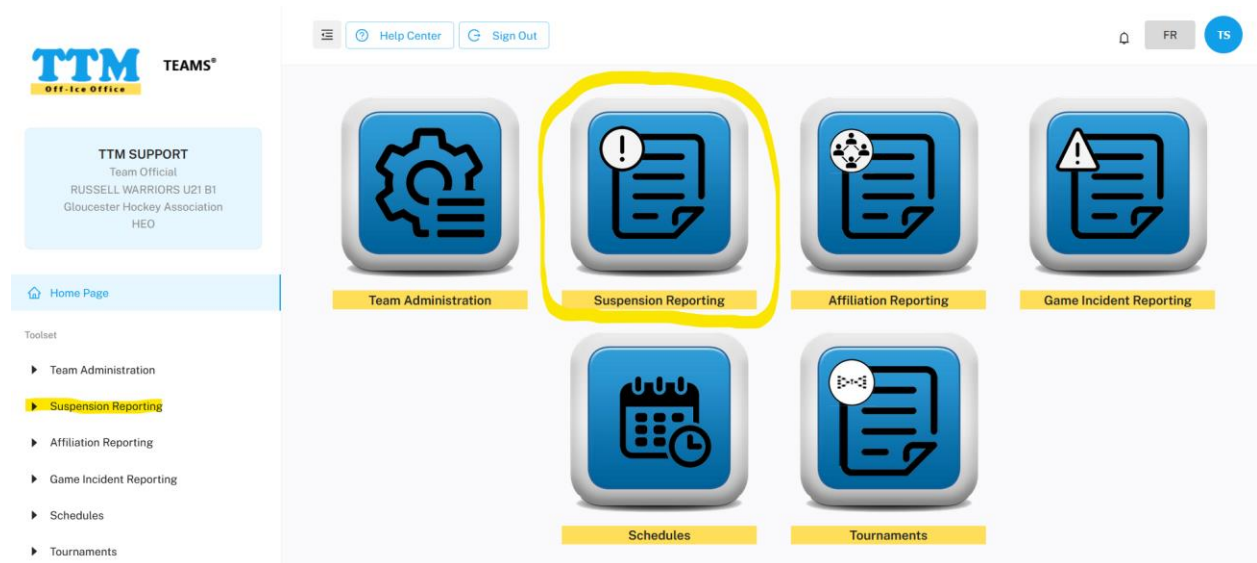 TTM TEAMS®
Off-Ice Office
Help Center
Sign Out
FR
TS
TTM SUPPORT
Team Official
RUSSELL WARRIORS U21 B1
Gloucester Hockey Association
HEO
Home Page
Toolset
Team Administration
Suspension Reporting
Affiliation Reporting
Game Incident Reporting
Schedules
Tournaments
Team Administration
Suspension Reporting
Affiliation Reporting
Game Incident Reporting
Schedules
Tournaments